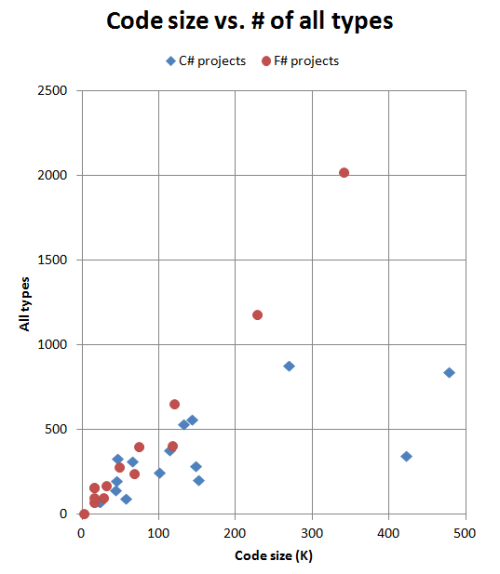 Code size vs. # of all types
C# projects F# projects
2500
2000
1500
1000
500
0
All types
0 100 200 300 400 500
Code size (K)